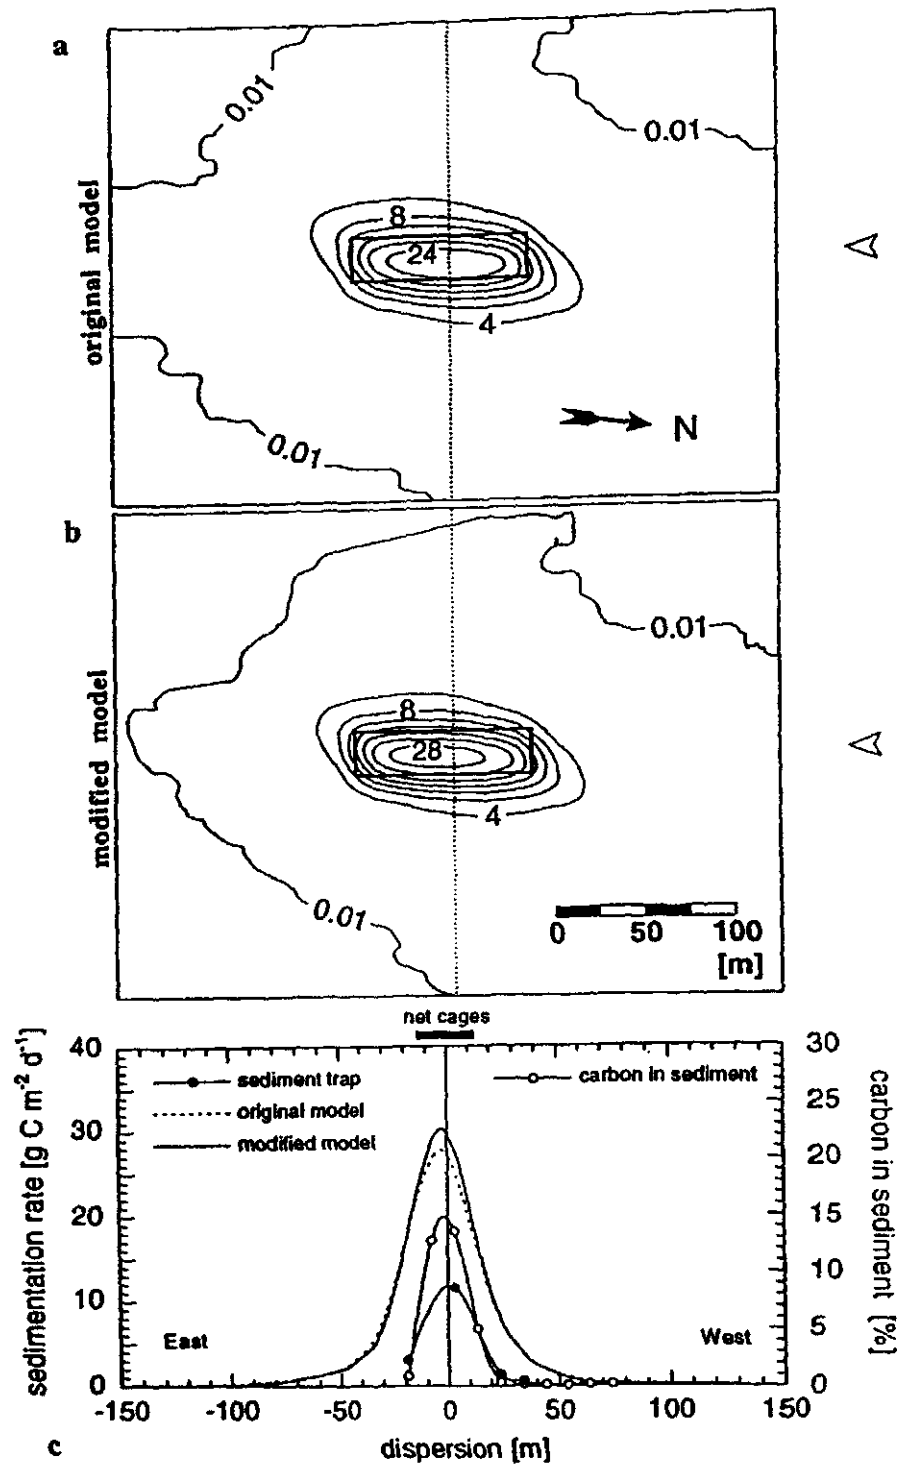 a
original model
0.01
0.01
8
24
4
0.01
N
b
modified model
0.01
8
28
4
0.01
0 50 100
[m]
net cages
sedimentation rate [g C m⁻² d⁻¹]
40
30
20
10
0
sediment trap
original model
modified model
carbon in sediment
East
West
30
25
20
15
10
5
0
carbon in sediment [%]
-150 -100 -50 0 50 100 150
c
dispersion [m]